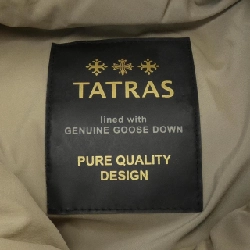 TATRAS
lined with
GENUINE GOOSE DOWN
PURE QUALITY
DESIGN